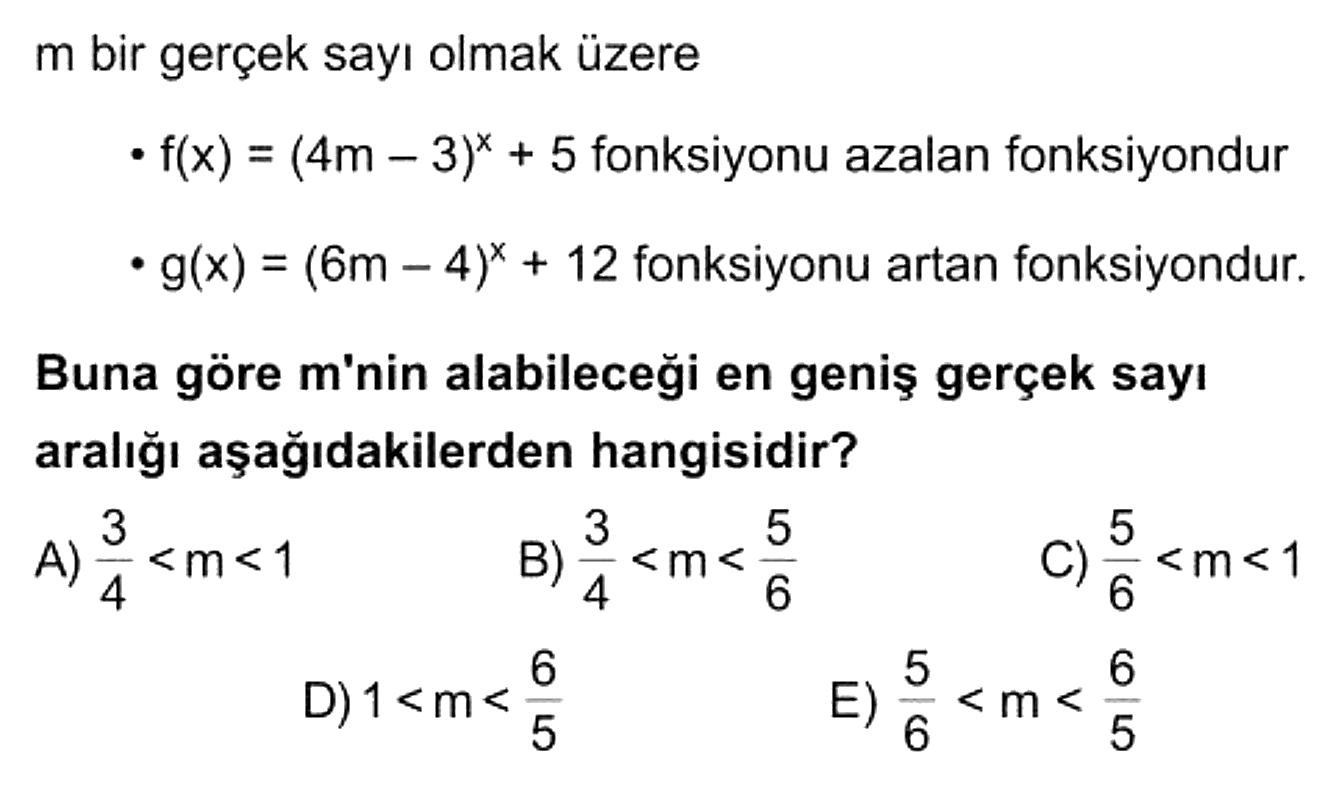 m bir gerçek sayı olmak üzere
• f(x) = (4m – 3)ˣ + 5 fonksiyonu azalan fonksiyondur
• g(x) = (6m – 4)ˣ + 12 fonksiyonu artan fonksiyondur.
Buna göre m'nin alabileceği en geniş gerçek sayı
aralığı aşağıdakilerden hangisidir?
A) 3/4 < m < 1 B) 3/4 < m < 5/6 C) 5/6 < m < 1
D) 1 < m < 6/5 E) 5/6 < m < 6/5